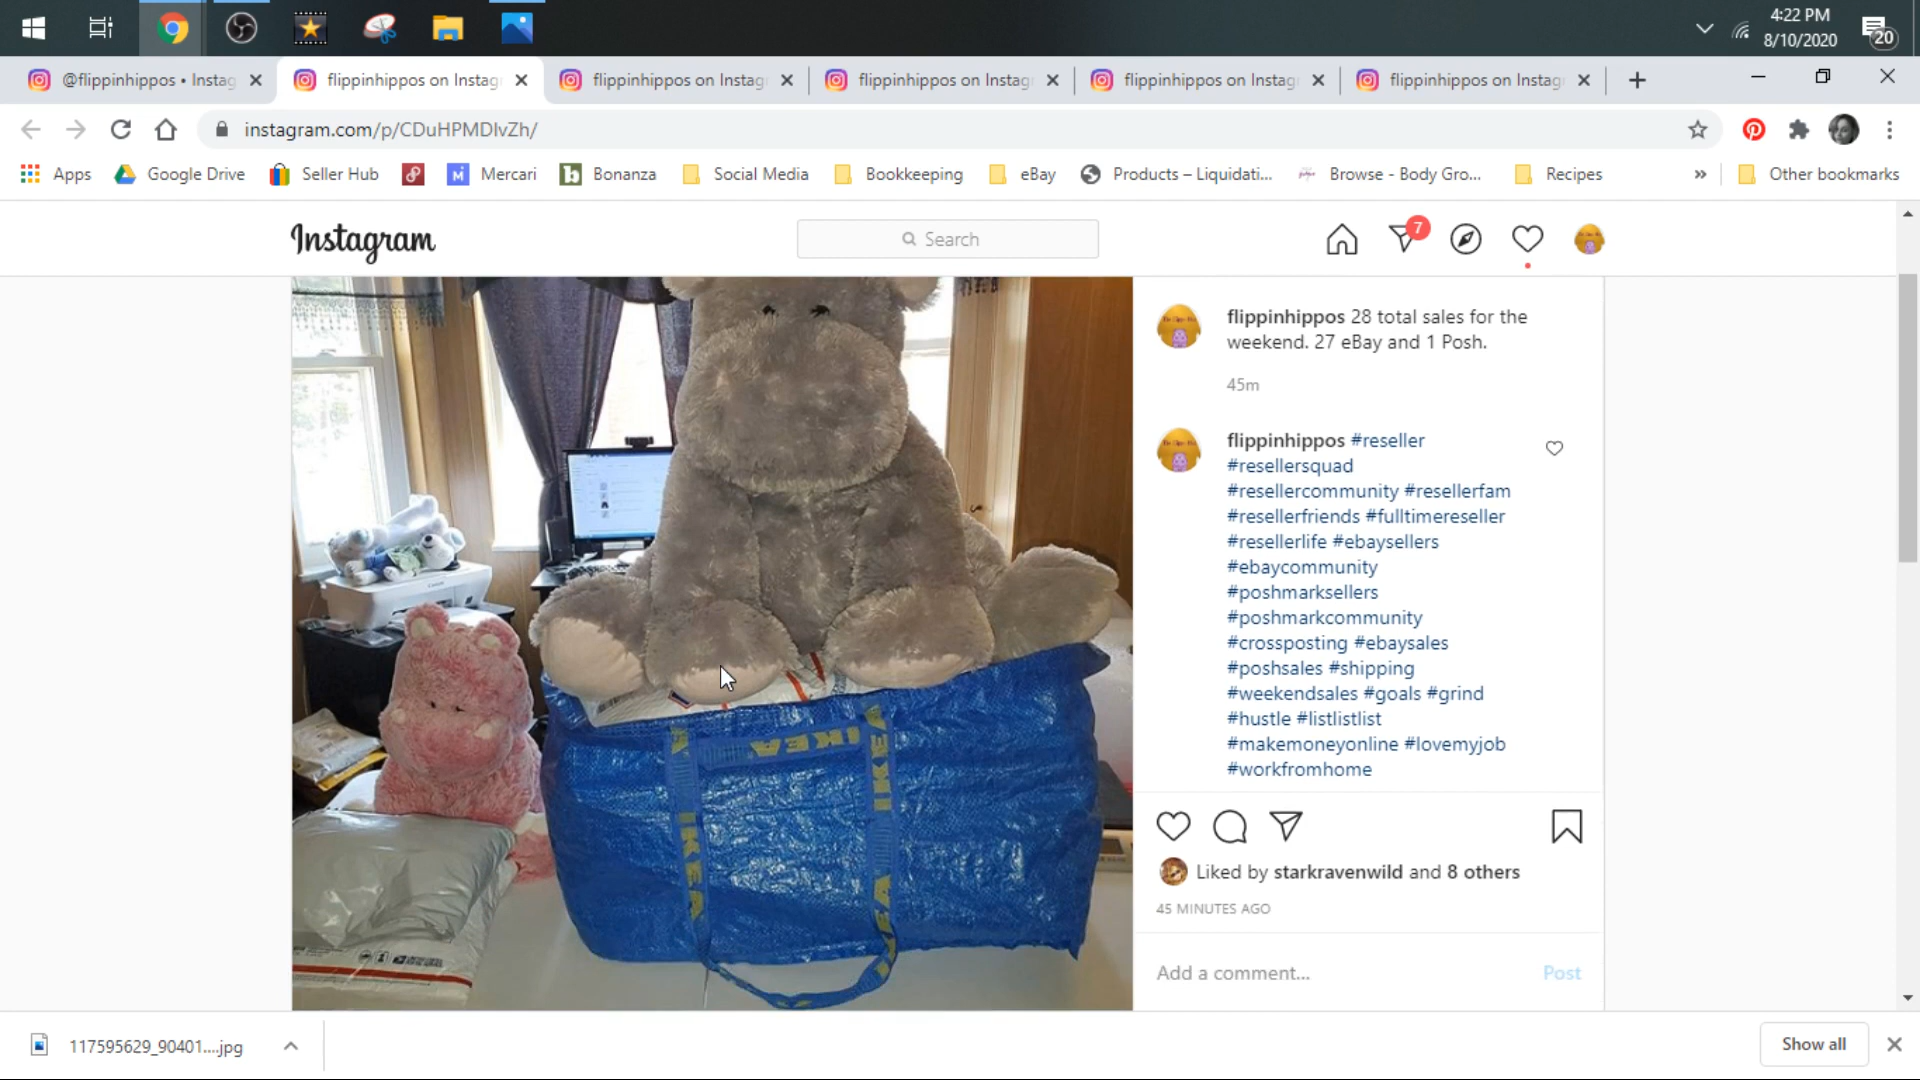 4:22 PM
8/10/2020
20
@flippinhippos • Instag
flippinhippos on Instag
flippinhippos on Instag
flippinhippos on Instag
flippinhippos on Instag
flippinhippos on Instag
instagram.com/p/CDuHPMDlvZh/
Apps
Google Drive
Seller Hub
Mercari
Bonanza
Social Media
Bookkeeping
eBay
Products – Liquidati...
Browse - Body Gro...
Recipes
»
Other bookmarks
Instagram
Search
7
flippinhippos 28 total sales for the
weekend. 27 eBay and 1 Posh.
45m
flippinhippos #reseller
#resellersquad
#resellercommunity #resellerfam
#resellerfriends #fulltimereseller
#resellerlife #ebaysellers
#ebaycommunity
#poshmarksellers
#poshmarkcommunity
#crossposting #ebaysales
#poshsales #shipping
#weekendsales #goals #grind
#hustle #listlistlist
#makemoneyonline #lovemyjob
#workfromhome
Liked by starkravenwild and 8 others
45 MINUTES AGO
Add a comment...
Post
IKEA
IKEA
IKEA
117595629_90401....jpg
Show all